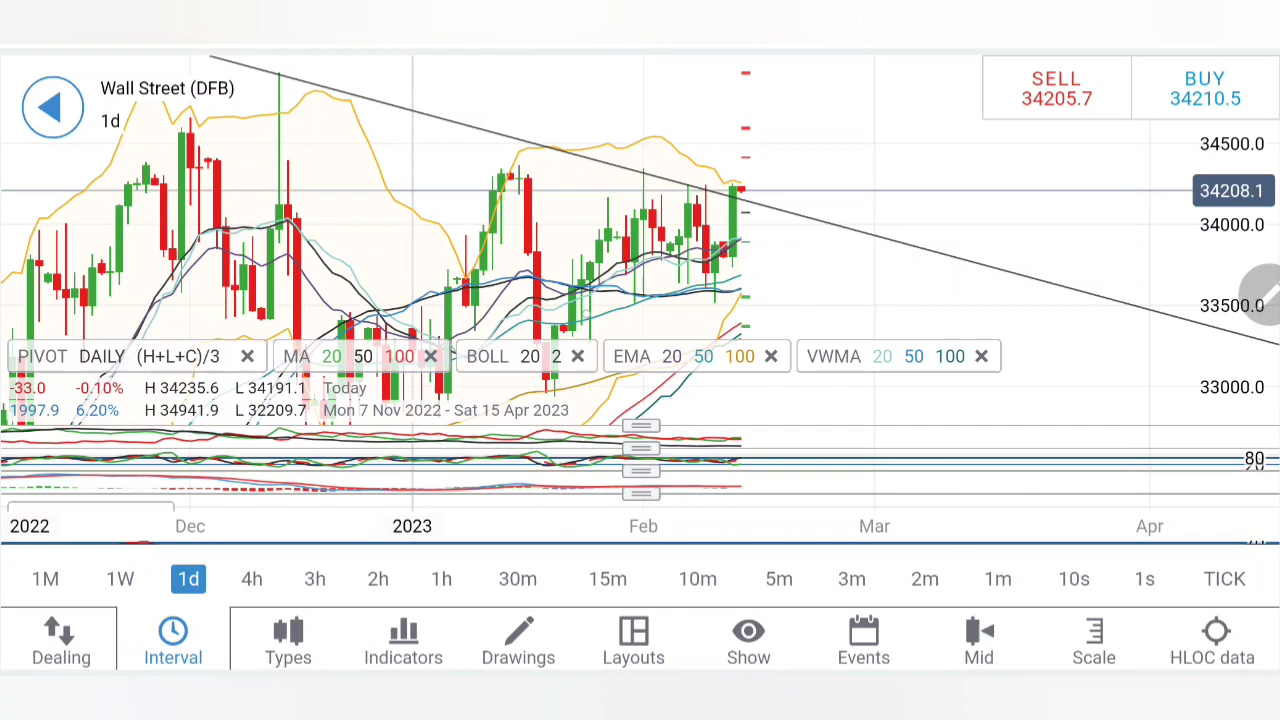 Wall Street (DFB)
1d
SELL
34205.7
BUY
34210.5
34500.0
34208.1
34000.0
33500.0
33000.0
PIVOT DAILY (H+L+C)/3
MA 20 50 100
BOLL 20 2
EMA 20 50 100
VWMA 20 50 100
-33.0 -0.10% H 34235.6 L 34191.1 Today
1997.9 6.20% H 34941.9 L 32209.7 Mon 7 Nov 2022 - Sat 15 Apr 2023
80
2022 Dec 2023 Feb Mar Apr
1M 1W 1d 4h 3h 2h 1h 30m 15m 10m 5m 3m 2m 1m 10s 1s TICK
Dealing Interval Types Indicators Drawings Layouts Show Events Mid Scale HLOC data